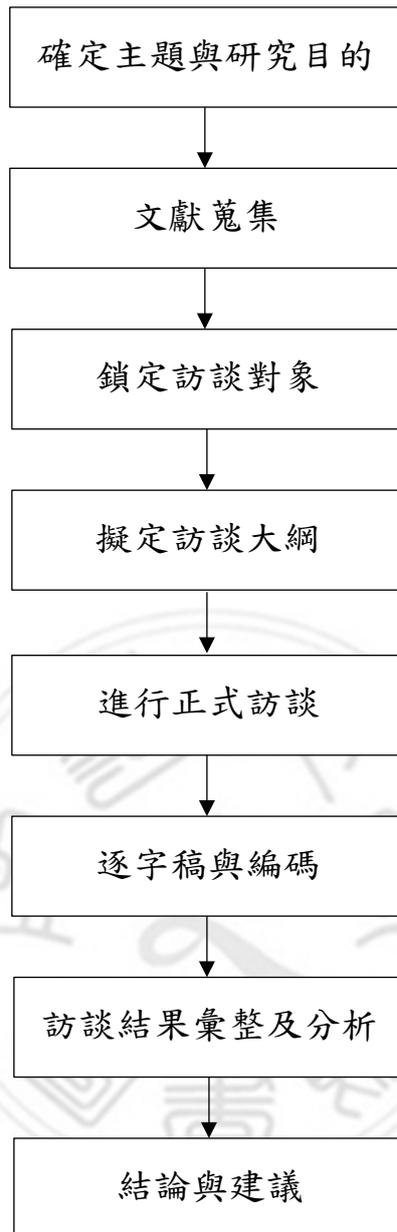 確定主題與研究目的
文獻蒐集
鎖定訪談對象
擬定訪談大綱
進行正式訪談
逐字稿與編碼
訪談結果彙整及分析
結論與建議